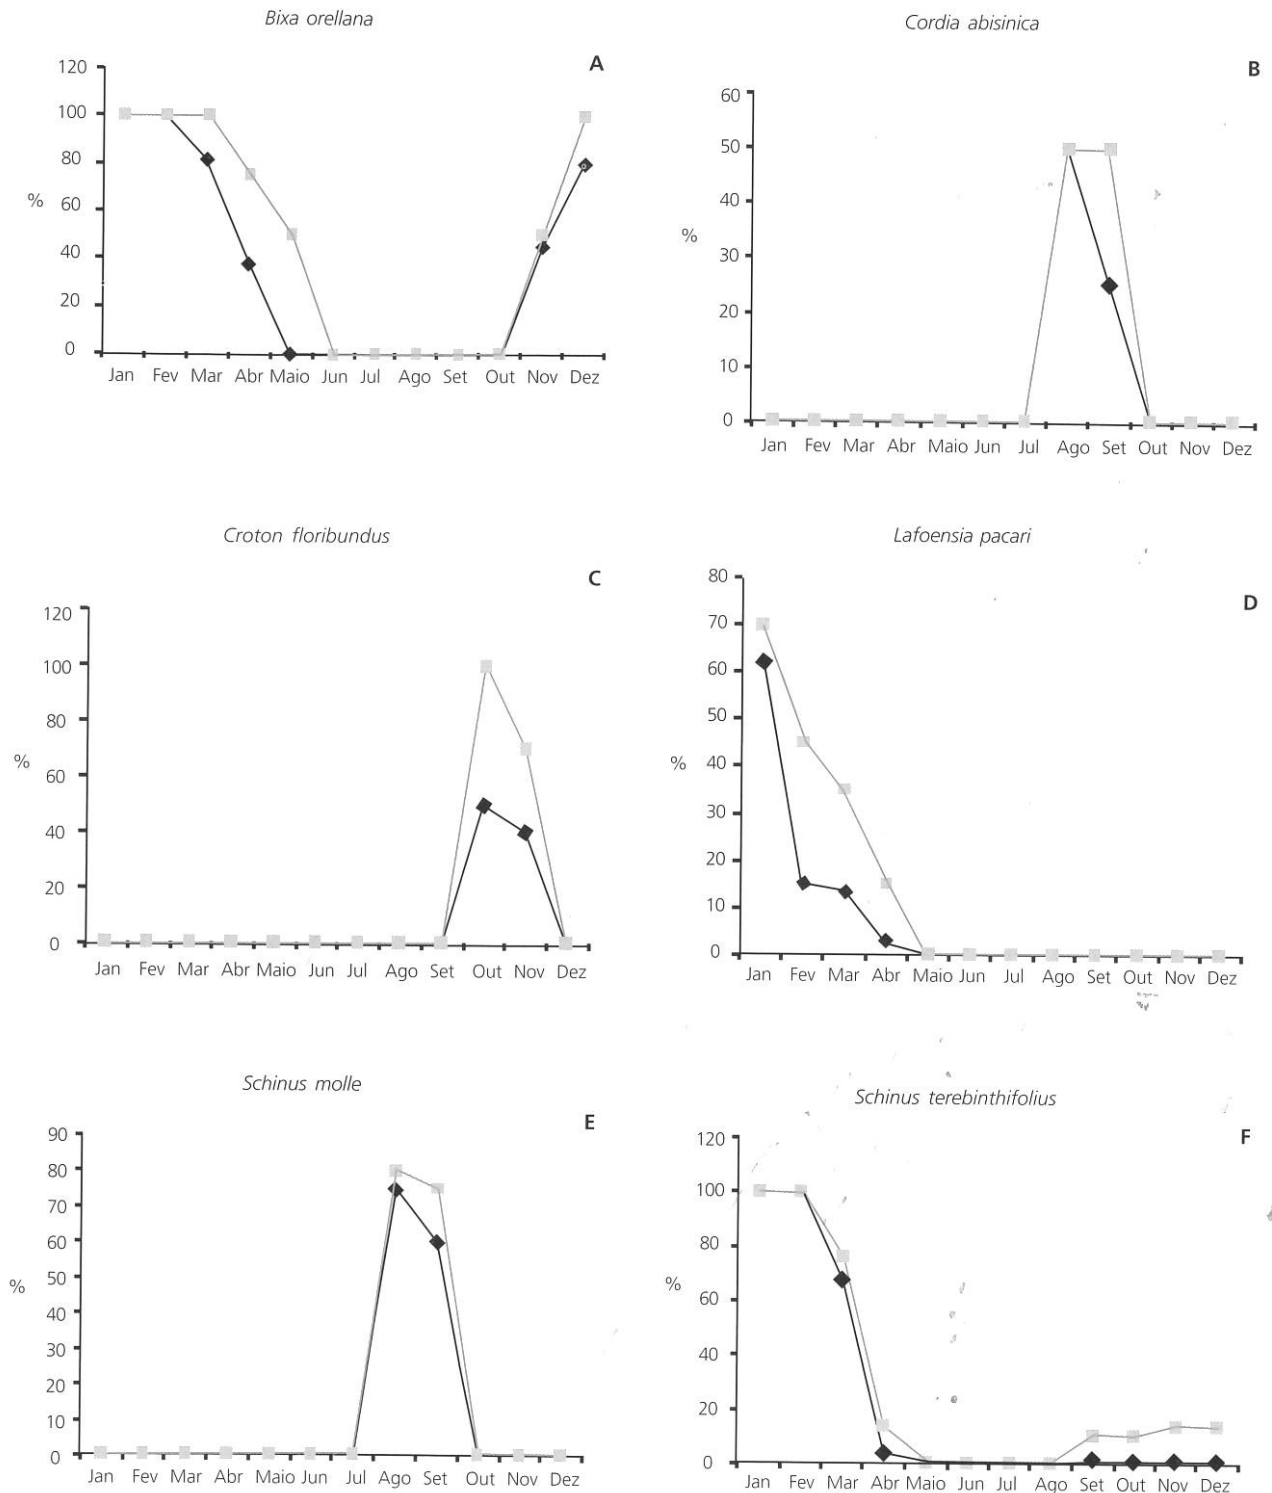 Bixa orellana
A
120
100
80
%
60
40
20
0
Jan Fev Mar Abr Maio Jun Jul Ago Set Out Nov Dez
Cordia abisinica
B
60
50
40
%
30
20
10
0
Jan Fev Mar Abr Maio Jun Jul Ago Set Out Nov Dez
Croton floribundus
C
120
100
80
%
60
40
20
0
Jan Fev Mar Abr Maio Jun Jul Ago Set Out Nov Dez
Lafoensia pacari
D
80
70
60
50
%
40
30
20
10
0
Jan Fev Mar Abr Maio Jun Jul Ago Set Out Nov Dez
Schinus molle
E
90
80
70
60
50
%
40
30
20
10
0
Jan Fev Mar Abr Maio Jun Jul Ago Set Out Nov Dez
Schinus terebinthifolius
F
120
100
80
%
60
40
20
0
Jan Fev Mar Abr Maio Jun Jul Ago Set Out Nov Dez